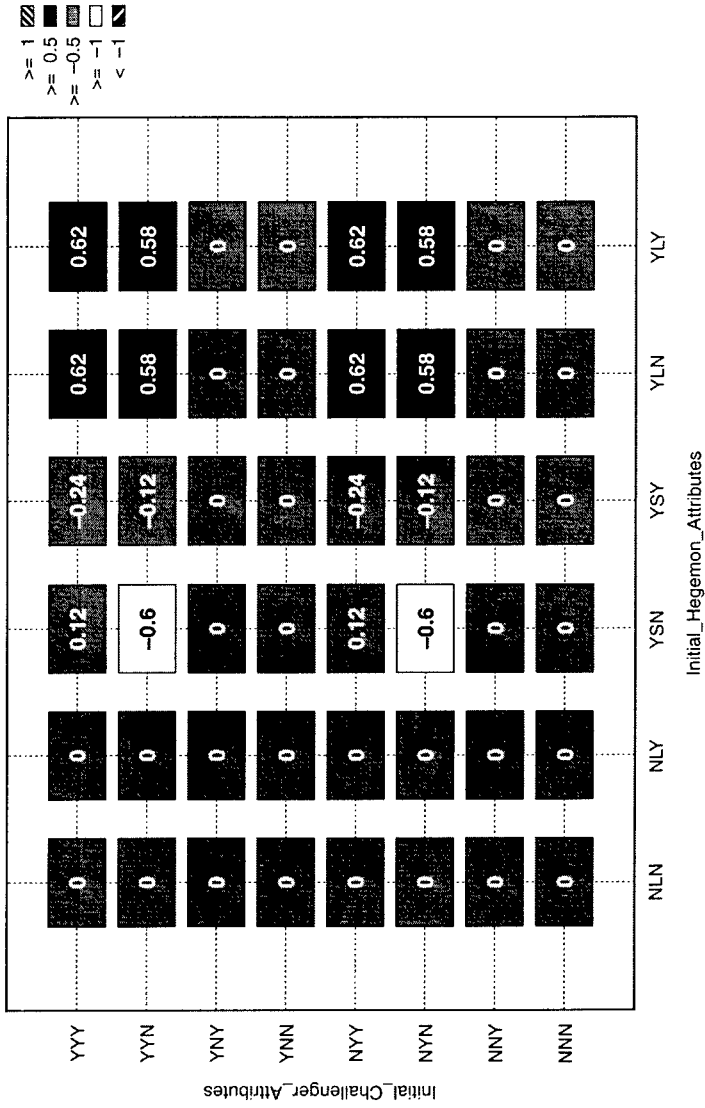 >= 1
>= 0.5
>= −0.5
>= −1
< −1
Initial_Challenger_Attributes
YYY 0 0 0.12 −0.24 0.62 0.62
YYN 0 0 −0.6 −0.12 0.58 0.58
YNY 0 0 0 0 0 0
YNN 0 0 0 0 0 0
NYY 0 0 0.12 −0.24 0.62 0.62
NYN 0 0 −0.6 −0.12 0.58 0.58
NNY 0 0 0 0 0 0
NNN 0 0 0 0 0 0
NLN NLY YSN YSY YLN YLY
Initial_Hegemon_Attributes